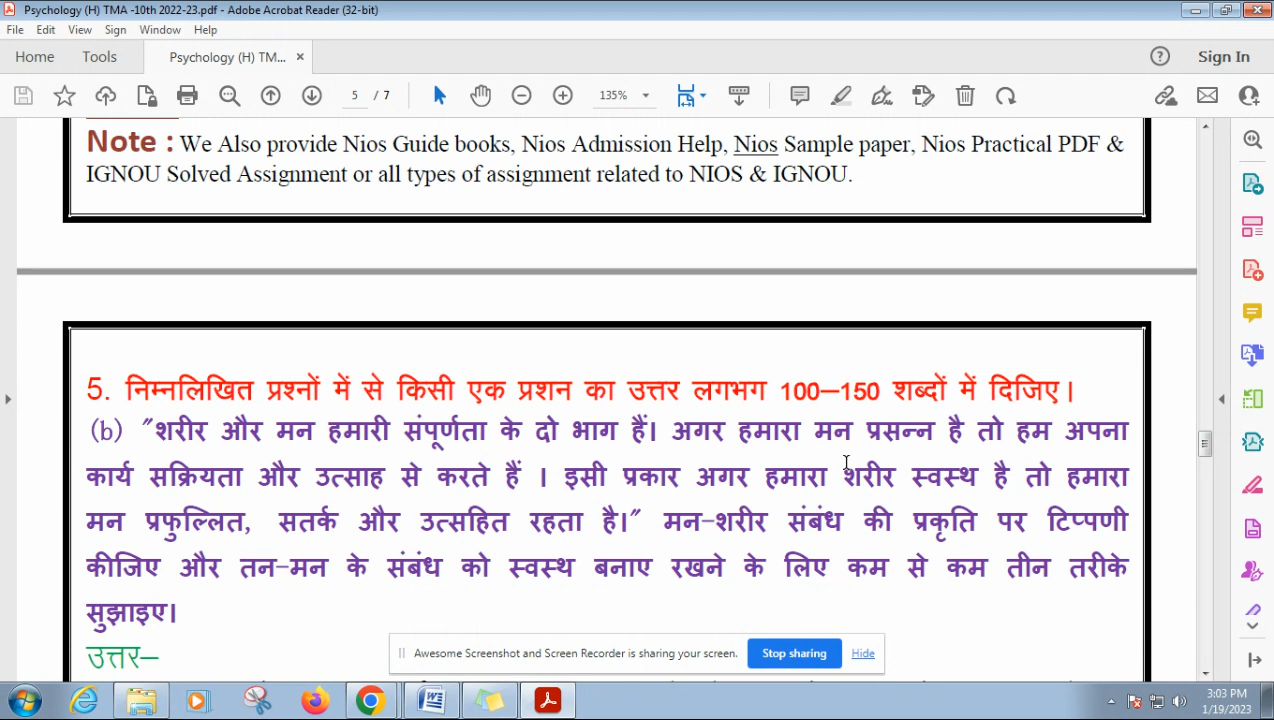 Psychology (H) TMA -10th 2022-23.pdf - Adobe Acrobat Reader (32-bit)
File Edit View Sign Window Help
Home Tools Psychology (H) TM... × Sign In
5 / 7 135%
Note : We Also provide Nios Guide books, Nios Admission Help, Nios Sample paper, Nios Practical PDF &
IGNOU Solved Assignment or all types of assignment related to NIOS & IGNOU.
5. निम्नलिखित प्रश्नों में से किसी एक प्रशन का उत्तर लगभग 100–150 शब्दों में दिजिए।
(b) "शरीर और मन हमारी संपूर्णता के दो भाग हैं। अगर हमारा मन प्रसन्न है तो हम अपना
कार्य सक्रियता और उत्साह से करते हैं । इसी प्रकार अगर हमारा शरीर स्वस्थ है तो हमारा
मन प्रफुल्लित, सतर्क और उत्सहित रहता है।" मन-शरीर संबंध की प्रकृति पर टिप्पणी
कीजिए और तन-मन के संबंध को स्वस्थ बनाए रखने के लिए कम से कम तीन तरीके
सुझाइए।
उत्तर–
Awesome Screenshot and Screen Recorder is sharing your screen. Stop sharing Hide
3:03 PM
1/19/2023